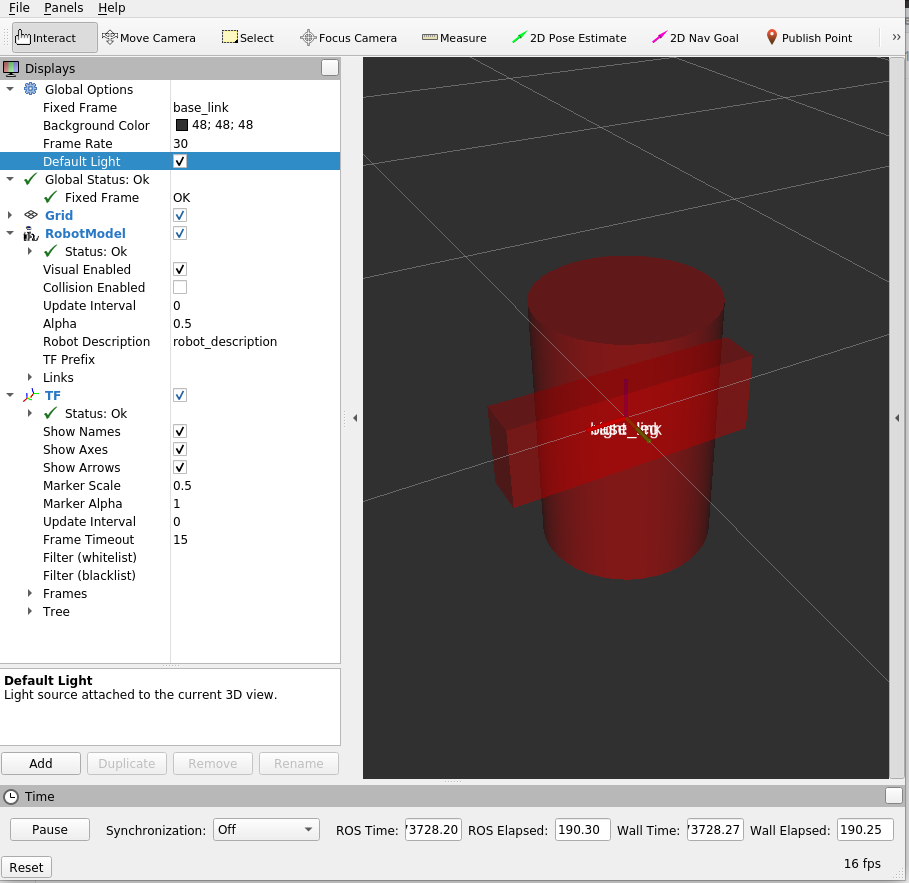 File Panels Help
Interact Move Camera Select Focus Camera Measure 2D Pose Estimate 2D Nav Goal Publish Point »
Displays
Global Options
Fixed Frame base_link
Background Color 48; 48; 48
Frame Rate 30
Default Light
Global Status: Ok
Fixed Frame OK
Grid
RobotModel
Status: Ok
Visual Enabled
Collision Enabled
Update Interval 0
Alpha 0.5
Robot Description robot_description
TF Prefix
Links
TF
Status: Ok
Show Names
Show Axes
Show Arrows
Marker Scale 0.5
Marker Alpha 1
Update Interval 0
Frame Timeout 15
Filter (whitelist)
Filter (blacklist)
Frames
Tree
Default Light
Light source attached to the current 3D view.
Add Duplicate Remove Rename
Time
Pause Synchronization: Off ROS Time: 3728.20 ROS Elapsed: 190.30 Wall Time: 3728.27 Wall Elapsed: 190.25
Reset 16 fps